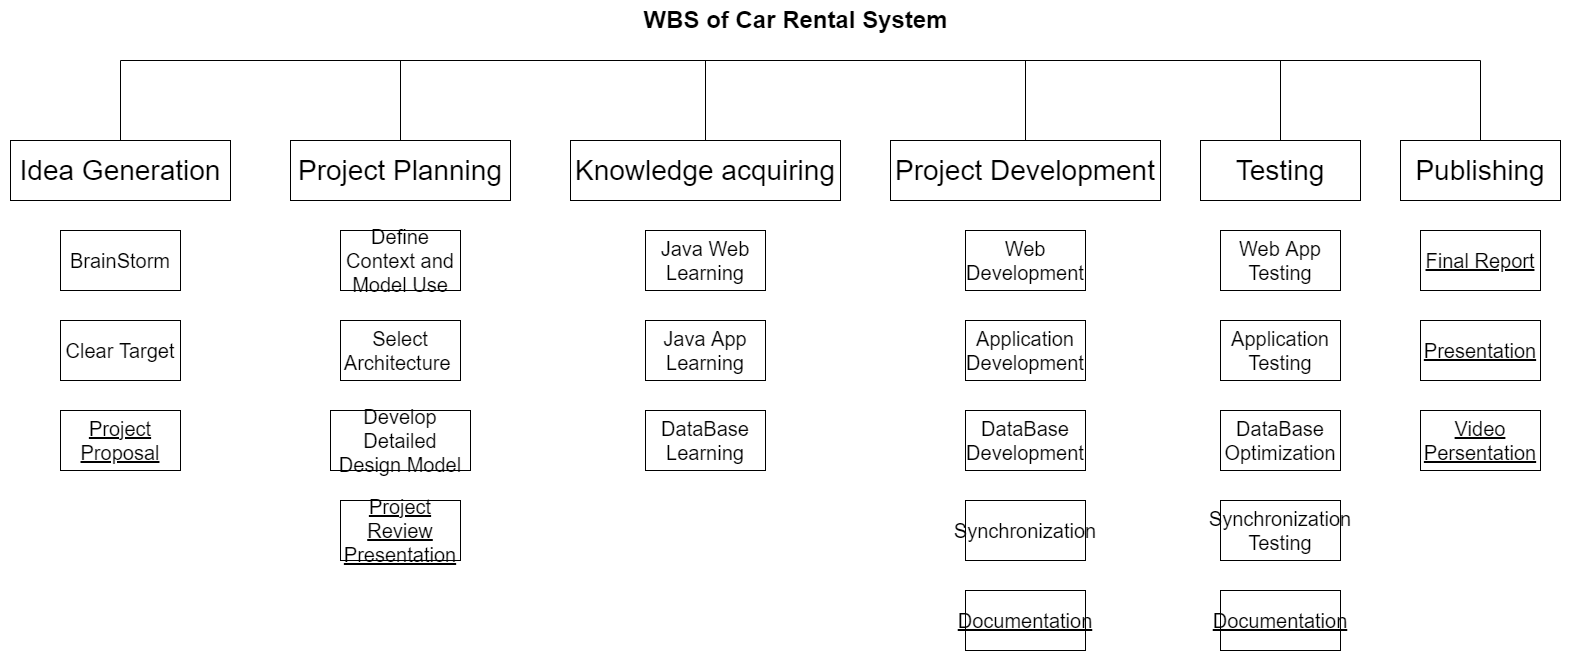 WBS of Car Rental System
Idea Generation
BrainStorm
Clear Target
Project
Proposal
Project Planning
Define
Context and
Model Use
Select
Architecture
Develop
Detailed
Design Model
Project
Review
Presentation
Knowledge acquiring
Java Web
Learning
Java App
Learning
DataBase
Learning
Project Development
Web
Development
Application
Development
DataBase
Development
Synchronization
Documentation
Testing
Web App
Testing
Application
Testing
DataBase
Optimization
Synchronization
Testing
Documentation
Publishing
Final Report
Presentation
Video
Persentation